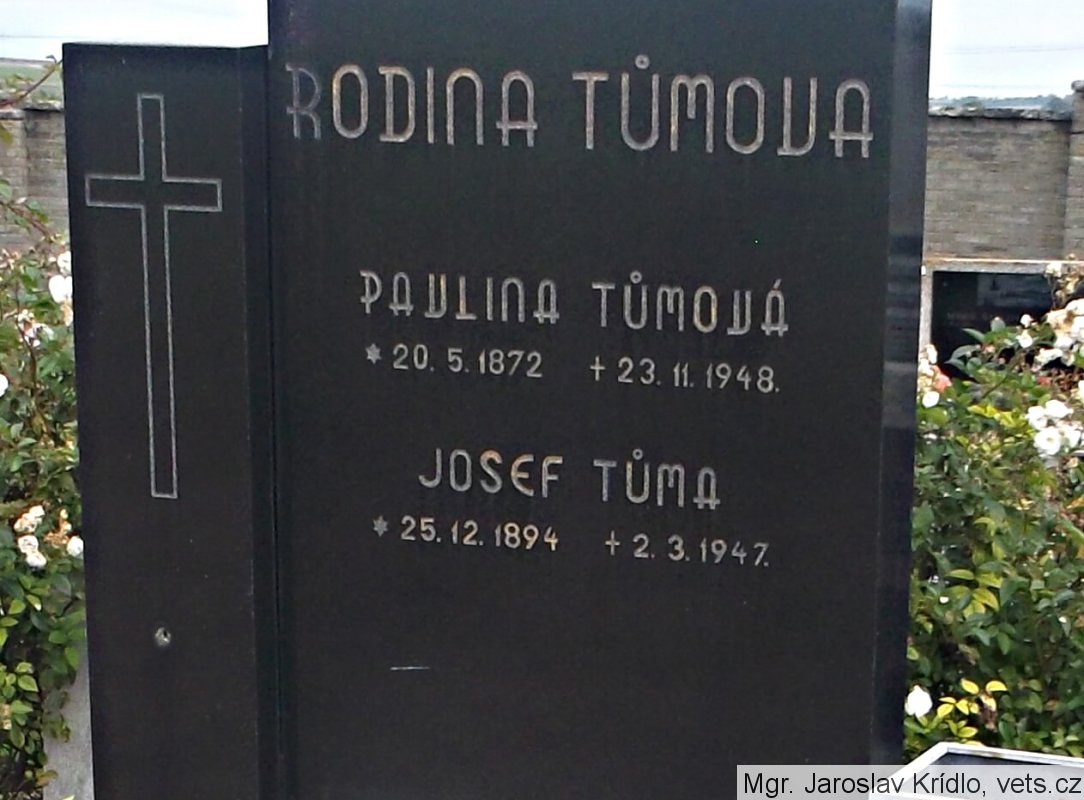 RODINA TŮMOVA
PAULINA TŮMOVÁ
* 20. 5. 1872 + 23. 11. 1948.
JOSEF TŮMA
* 25. 12. 1894 + 2. 3. 1947.
Mgr. Jaroslav Krídlo, vets.cz